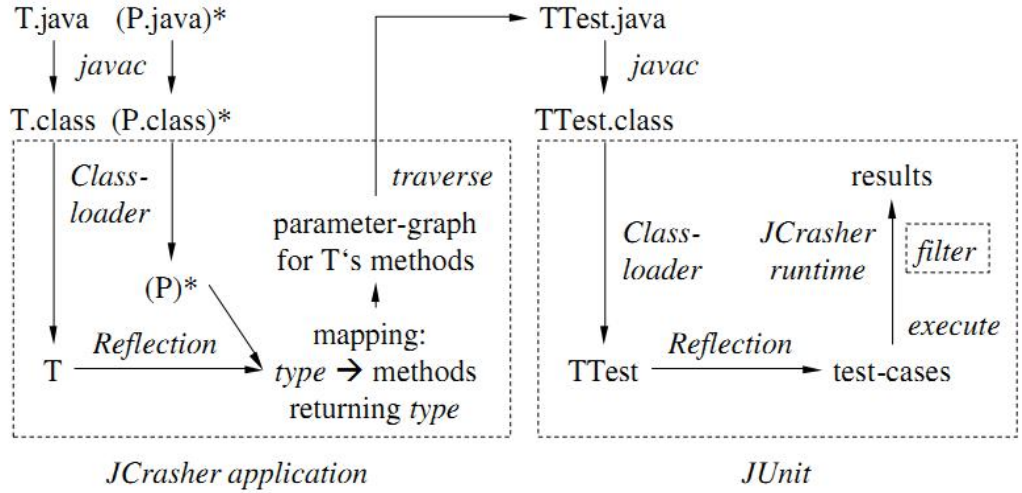 T.java (P.java)*
javac
T.class (P.class)*
Class-
loader
(P)*
T
Reflection
mapping:
type → methods
returning type
parameter-graph
for T‘s methods
traverse
JCrasher application
TTest.java
javac
TTest.class
Class-
loader
TTest
Reflection
test-cases
execute
JCrasher
runtime
filter
results
JUnit